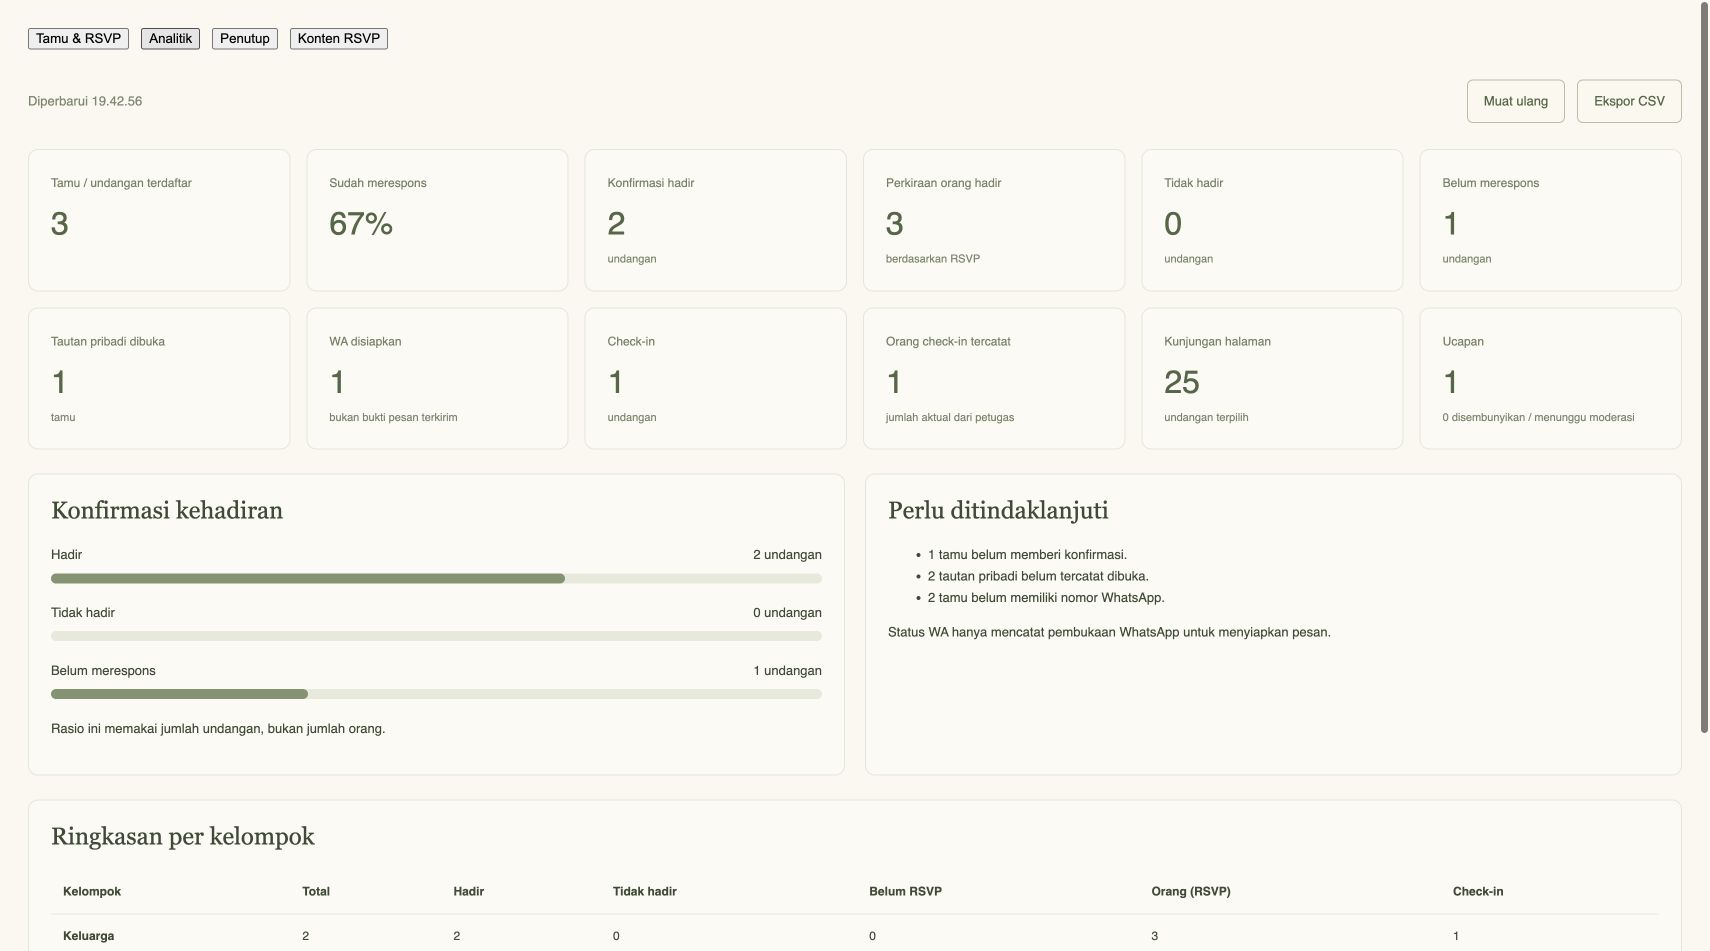 Tamu & RSVP Analitik Penutup Konten RSVP
Diperbarui 19.42.56
Muat ulang Ekspor CSV
Tamu / undangan terdaftar
3
Sudah merespons
67%
Konfirmasi hadir
2
undangan
Perkiraan orang hadir
3
berdasarkan RSVP
Tidak hadir
0
undangan
Belum merespons
1
undangan
Tautan pribadi dibuka
1
tamu
WA disiapkan
1
bukan bukti pesan terkirim
Check-in
1
undangan
Orang check-in tercatat
1
jumlah aktual dari petugas
Kunjungan halaman
25
undangan terpilih
Ucapan
1
0 disembunyikan / menunggu moderasi
Konfirmasi kehadiran
Hadir 2 undangan
Tidak hadir 0 undangan
Belum merespons 1 undangan
Rasio ini memakai jumlah undangan, bukan jumlah orang.
Perlu ditindaklanjuti
• 1 tamu belum memberi konfirmasi.
• 2 tautan pribadi belum tercatat dibuka.
• 2 tamu belum memiliki nomor WhatsApp.
Status WA hanya mencatat pembukaan WhatsApp untuk menyiapkan pesan.
Ringkasan per kelompok
Kelompok Total Hadir Tidak hadir Belum RSVP Orang (RSVP) Check-in
Keluarga 2 2 0 0 3 1